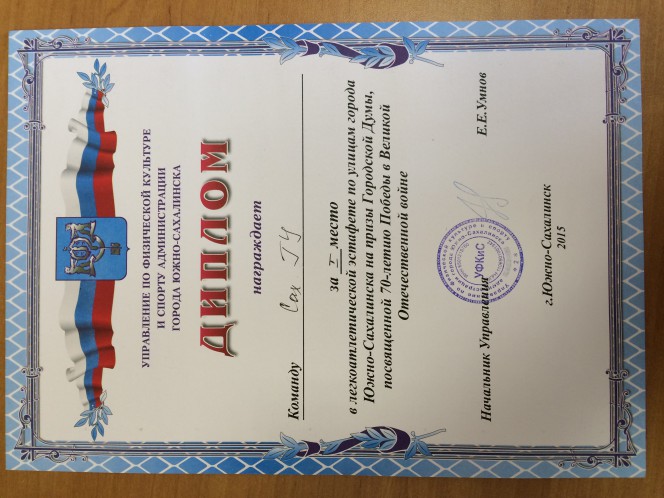 УПРАВЛЕНИЕ ПО ФИЗИЧЕСКОЙ КУЛЬТУРЕ
И СПОРТУ АДМИНИСТРАЦИИ
ГОРОДА ЮЖНО-САХАЛИНСКА
ДИПЛОМ
награждает
Команду Сах ГУ
за I место
в легкоатлетической эстафете по улицам города
Южно-Сахалинска на призы Городской Думы,
посвященной 70-летию Победы в Великой
Отечественной войне
Начальник Управления Е.Е.Умнов
УФКиС
г.Южно-Сахалинск
2015